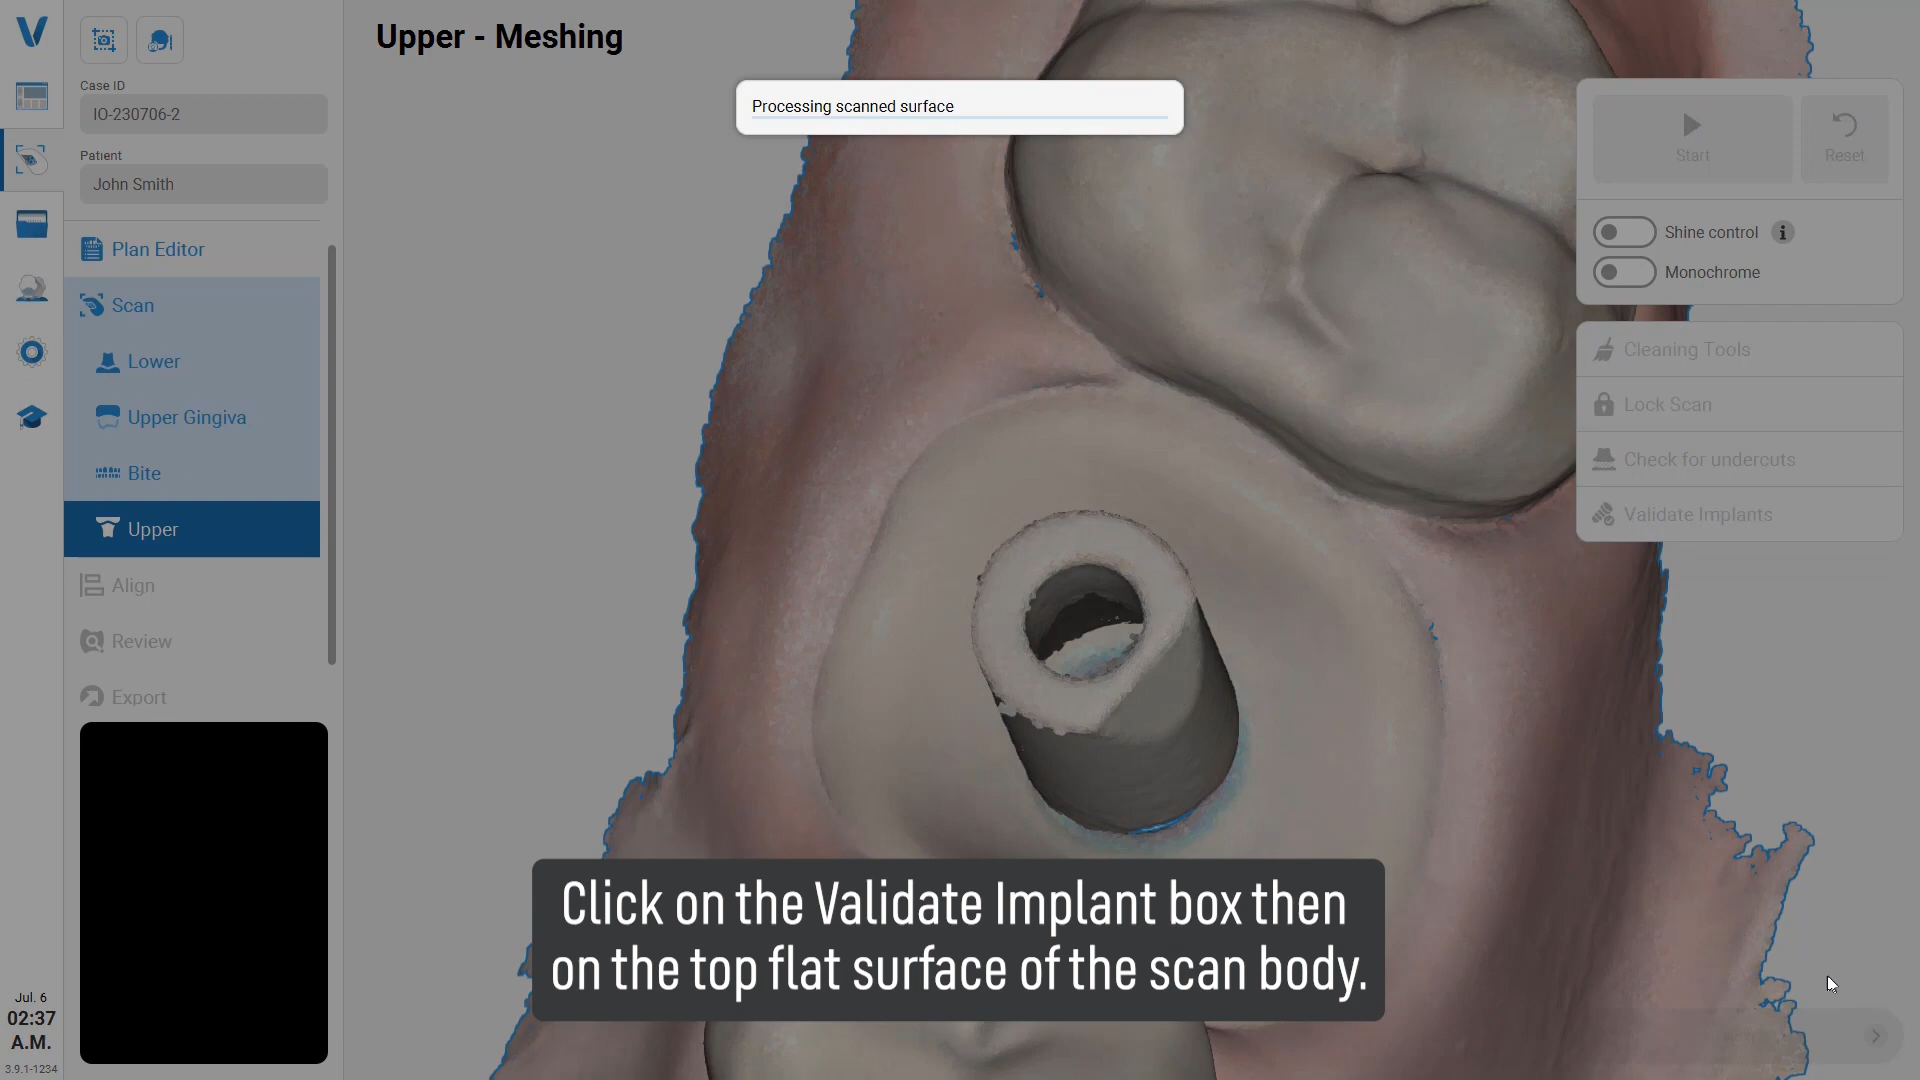 Upper - Meshing
Case ID
IO-230706-2
Patient
John Smith
Plan Editor
Scan
Lower
Upper Gingiva
Bite
Upper
Align
Review
Export
Jul. 6
02:37
A.M.
3.9.1-1234
Processing scanned surface
Start
Reset
Shine control
Monochrome
Cleaning Tools
Lock Scan
Check for undercuts
Validate Implants
Click on the Validate Implant box then
on the top flat surface of the scan body.